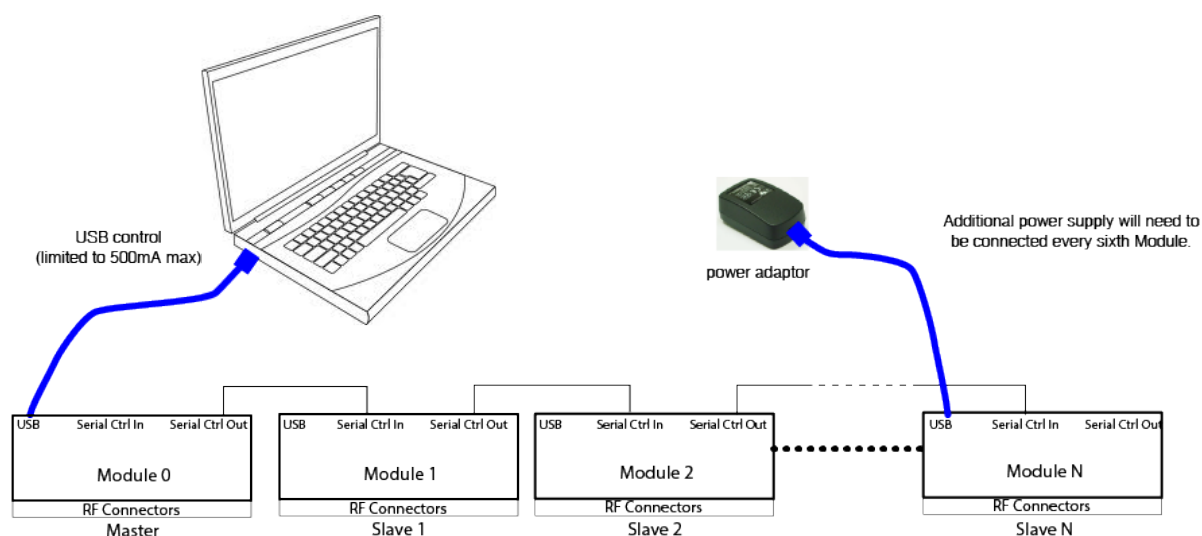 USB control
(limited to 500mA max)
power adaptor
Additional power supply will need to
be connected every sixth Module.
USB Serial Ctrl In Serial Ctrl Out
Module 0
RF Connectors
Master
USB Serial Ctrl In Serial Ctrl Out
Module 1
RF Connectors
Slave 1
USB Serial Ctrl In Serial Ctrl Out
Module 2
RF Connectors
Slave 2
USB Serial Ctrl In Serial Ctrl Out
Module N
RF Connectors
Slave N